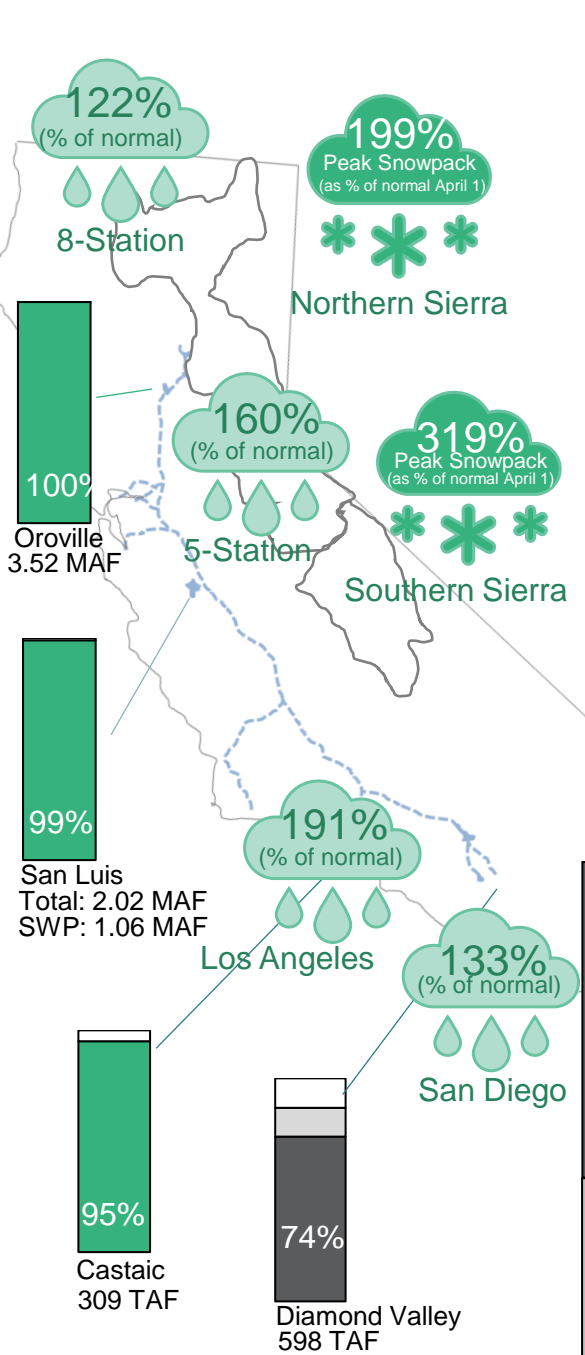 122%
(% of normal)
8-Station
199%
Peak Snowpack
(as % of normal April 1)
Northern Sierra
160%
(% of normal)
5-Station
319%
Peak Snowpack
(as % of normal April 1)
Southern Sierra
100%
Oroville
3.52 MAF
99%
San Luis
Total: 2.02 MAF
SWP: 1.06 MAF
191%
(% of normal)
Los Angeles
133%
(% of normal)
San Diego
95%
Castaic
309 TAF
74%
Diamond Valley
598 TAF